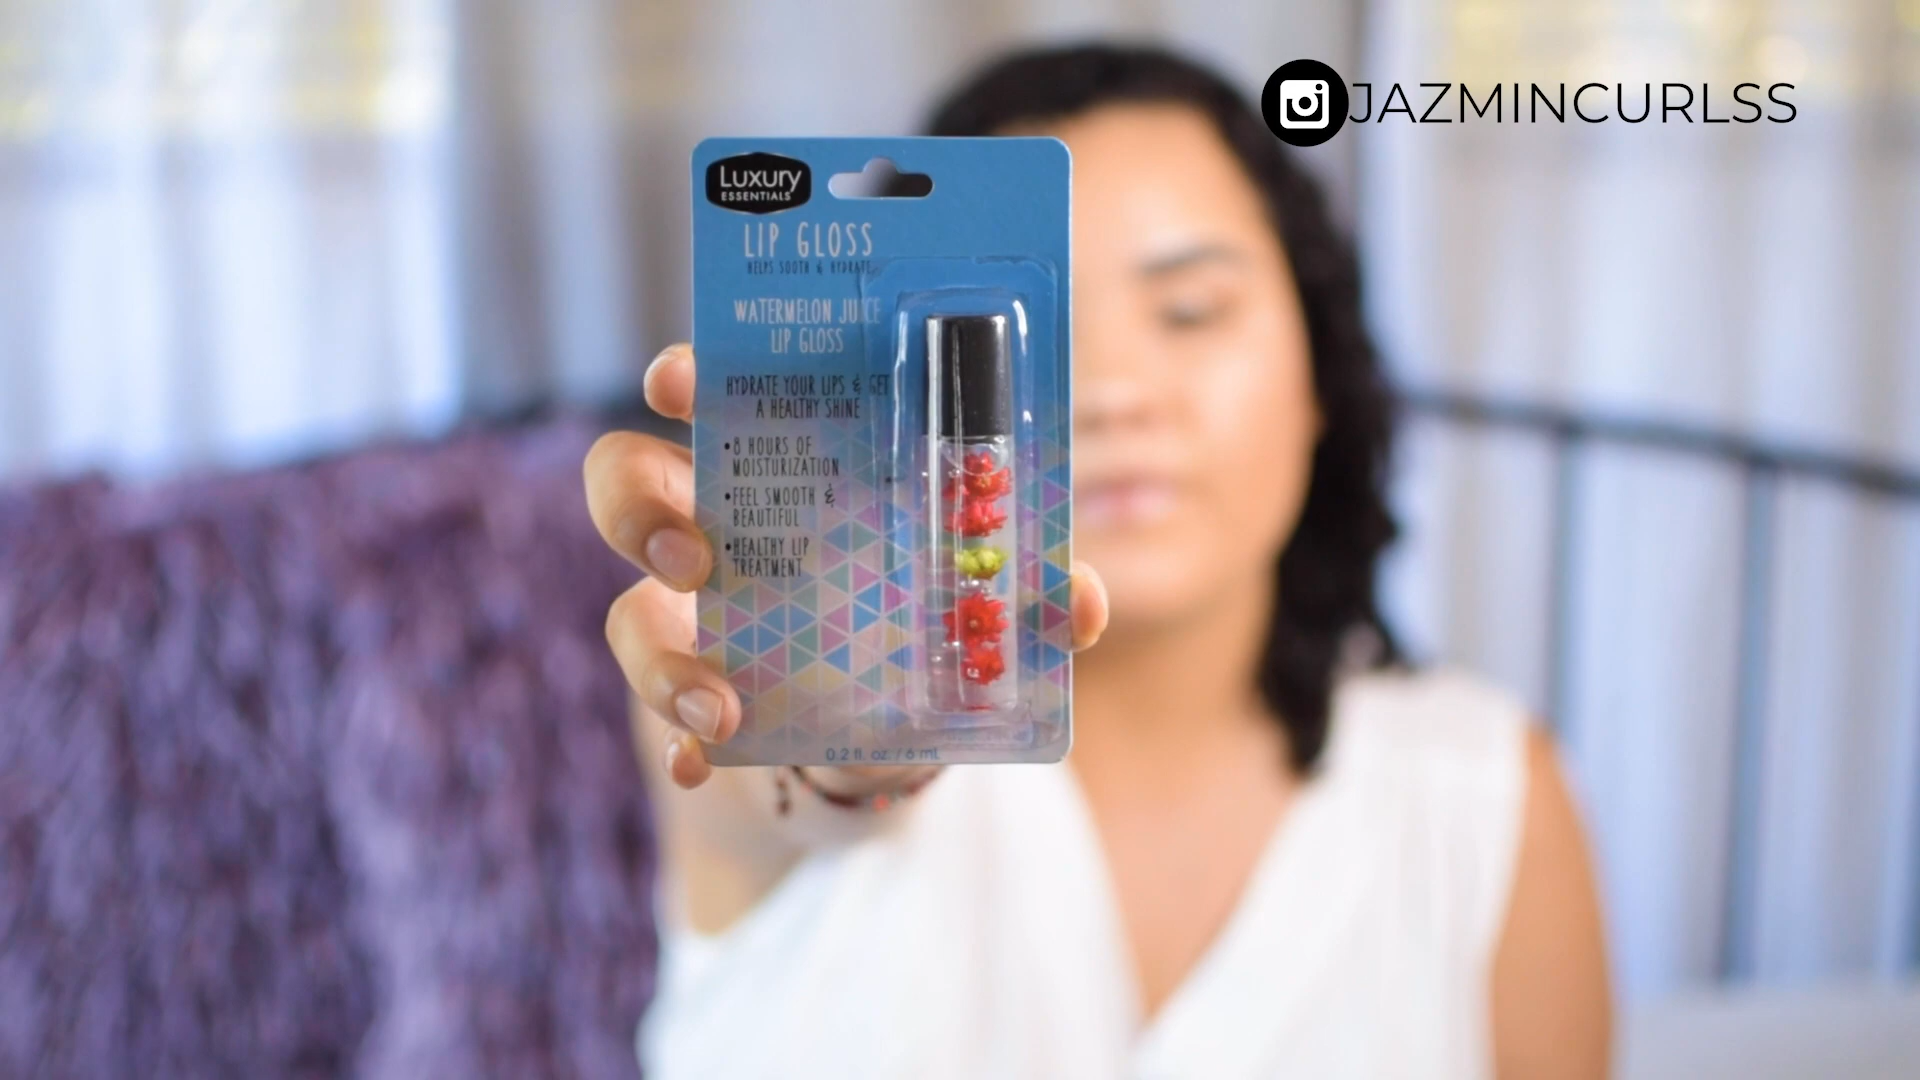 JAZMINCURLSS
Luxury
ESSENTIALS
LIP GLOSS
HELPS SOOTH & HYDRATE
WATERMELON JUICE
LIP GLOSS
HYDRATE YOUR LIPS & GET
A HEALTHY SHINE
•8 HOURS OF
MOISTURIZATION
•FEEL SMOOTH &
BEAUTIFUL
•HEALTHY LIP
TREATMENT
0.2 fl. oz. / 6 mL